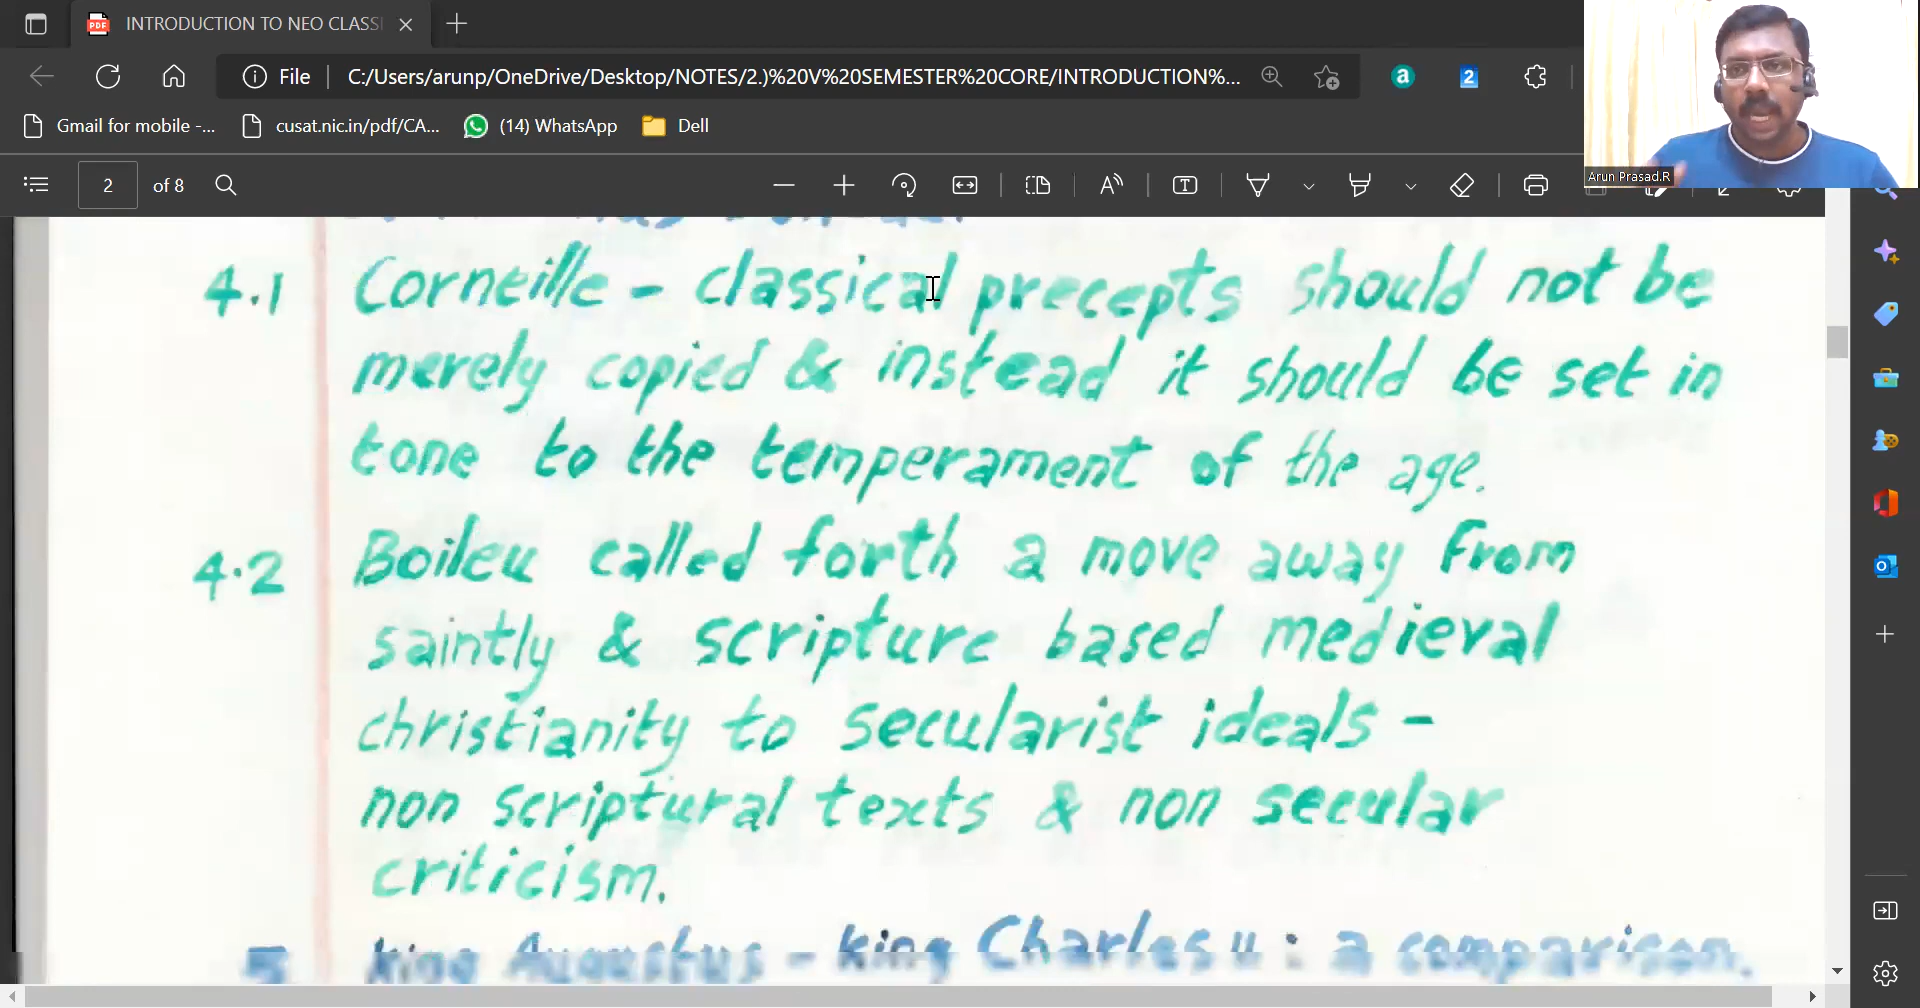 INTRODUCTION TO NEO CLASSI
File
C:/Users/arunp/OneDrive/Desktop/NOTES/2.)%20V%20SEMESTER%20CORE/INTRODUCTION%...
Gmail for mobile -...
cusat.nic.in/pdf/CA...
(14) WhatsApp
Dell
2 of 8
Arun Prasad.R
4.1 Corneille - classical precepts should not be
merely copied & instead it should be set in
tone to the temperament of the age.
4.2 Boileu called forth a move away from
saintly & scripture based medieval
christianity to secularist ideals -
non scriptural texts & non secular
criticism.
5 King Augustus - King Charles II : a comparison.